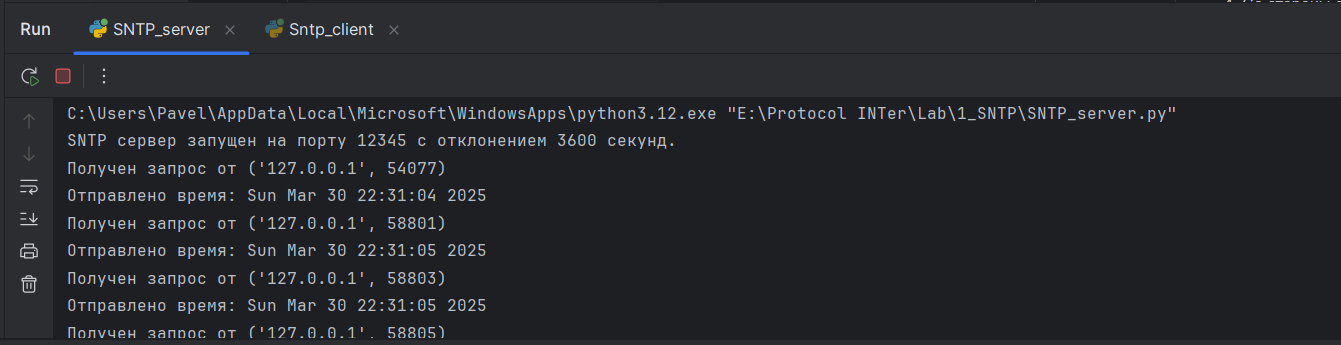 Run SNTP_server Sntp_client
C:\Users\Pavel\AppData\Local\Microsoft\WindowsApps\python3.12.exe "E:\Protocol INTer\Lab\1_SNTP\SNTP_server.py"
SNTP сервер запущен на порту 12345 с отклонением 3600 секунд.
Получен запрос от ('127.0.0.1', 54077)
Отправлено время: Sun Mar 30 22:31:04 2025
Получен запрос от ('127.0.0.1', 58801)
Отправлено время: Sun Mar 30 22:31:05 2025
Получен запрос от ('127.0.0.1', 58803)
Отправлено время: Sun Mar 30 22:31:05 2025
Получен запрос от ('127.0.0.1', 58805)